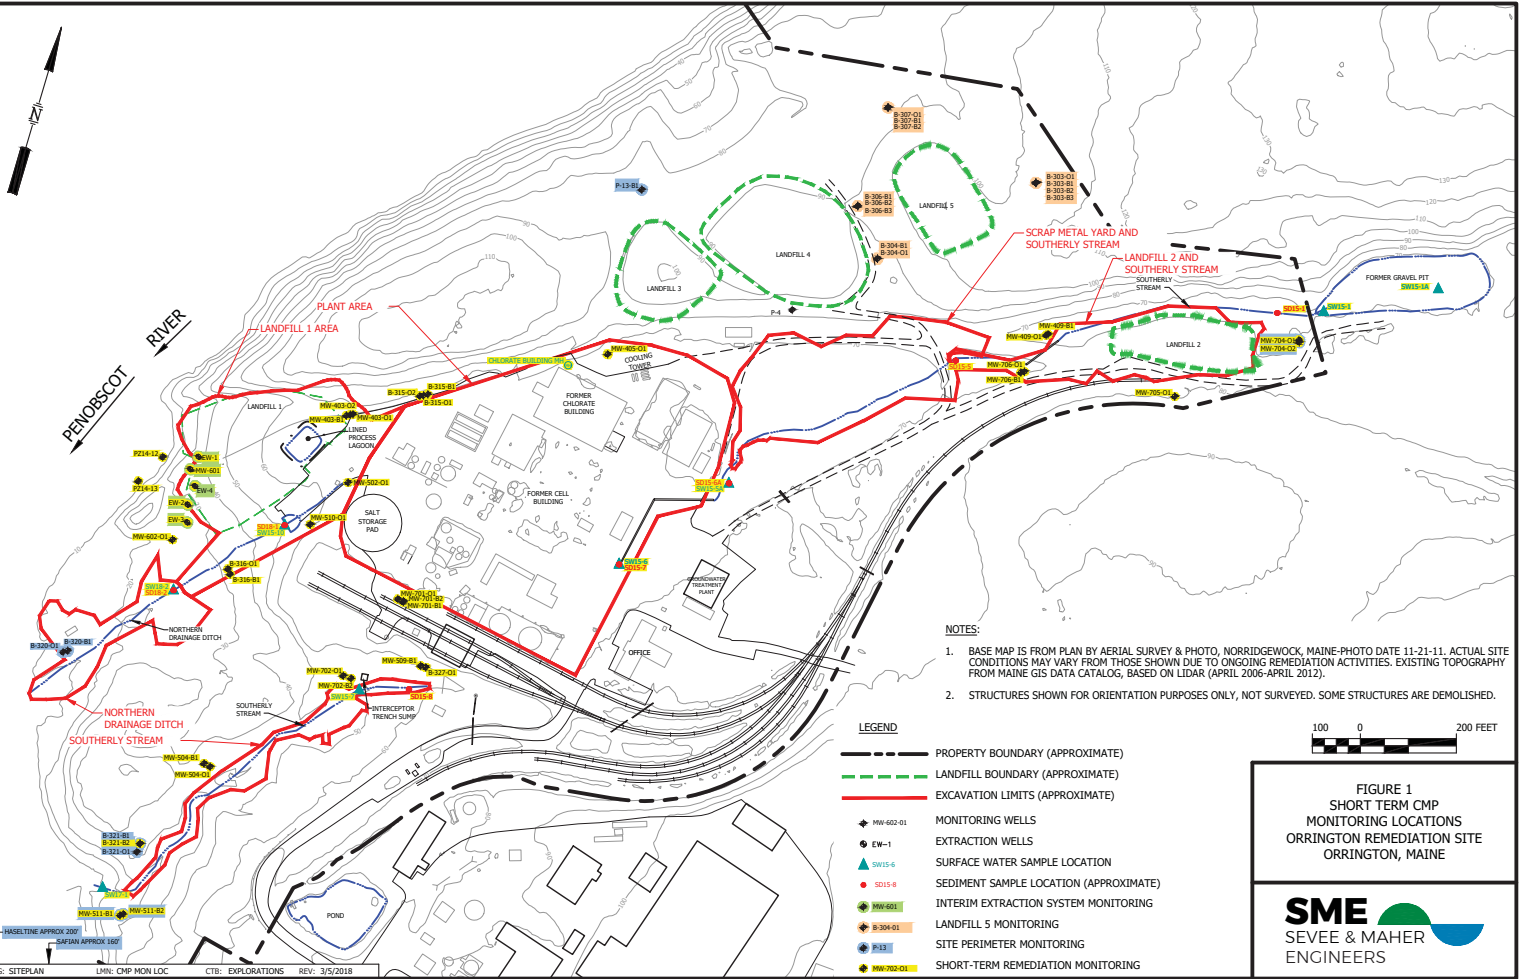 N
B-307-O1
B-307-B1
B-307-B2
P-13-B1
B-303-O1
B-303-B1
B-303-B2
B-303-B3
B-306-B1
B-306-B2
B-306-B3
LANDFILL 5
B-304-B1
B-304-O1
SCRAP METAL YARD AND
SOUTHERLY STREAM
LANDFILL 4
LANDFILL 2 AND
SOUTHERLY STREAM
SOUTHERLY
STREAM
FORMER GRAVEL PIT
SW15-1A
LANDFILL 3
PLANT AREA
P-4
SD15-1
SW15-1
RIVER
LANDFILL 1 AREA
MW-409-B1
MW-409-O1
MW-704-O1
MW-704-O2
LANDFILL 2
MW-405-O1
CHLORATE BUILDING MH
COOLING
TOWER
SD15-5
MW-706-O1
MW-706-B1
MW-705-O1
PENOBSCOT
B-315-B1
B-315-O2
B-315-O1
FORMER
CHLORATE
BUILDING
LANDFILL 1
MW-403-O2
MW-403-B1
MW-403-O1
LINED
PROCESS
LAGOON
PZ14-12
EW-1
MW-601
PZ14-13
EW-4
MW-502-O1
SD15-6A
SW15-5A
EW-2
EW-3
FORMER CELL
BUILDING
SALT
STORAGE
PAD
MW-510-O1
SD18-1
SW15-10
MW-602-O1
B-316-O1
B-316-B1
SW15-6
SD15-7
GROUNDWATER
TREATMENT
PLANT
SW18-2
SD18-2
MW-701-O1
MW-701-B2
MW-701-B1
NORTHERN
DRAINAGE DITCH
B-320-B1
B-320-O1
OFFICE
MW-509-B1
B-327-O1
MW-702-O1
MW-702-B2
SD15-8
INTERCEPTOR
TRENCH SUMP
SOUTHERLY
STREAM
NORTHERN
DRAINAGE DITCH
SOUTHERLY STREAM
MW-504-B1
MW-504-O1
B-321-B1
B-321-B2
B-321-O1
SW17-1
MW-511-B1
MW-511-B2
POND
HASELTINE APPROX 200'
SAFIAN APPROX 160'
NOTES:
1. BASE MAP IS FROM PLAN BY AERIAL SURVEY & PHOTO, NORRIDGEWOCK, MAINE-PHOTO DATE 11-21-11. ACTUAL SITE
CONDITIONS MAY VARY FROM THOSE SHOWN DUE TO ONGOING REMEDIATION ACTIVITIES. EXISTING TOPOGRAPHY
FROM MAINE GIS DATA CATALOG, BASED ON LIDAR (APRIL 2006-APRIL 2012).
2. STRUCTURES SHOWN FOR ORIENTATION PURPOSES ONLY, NOT SURVEYED. SOME STRUCTURES ARE DEMOLISHED.
LEGEND
PROPERTY BOUNDARY (APPROXIMATE)
LANDFILL BOUNDARY (APPROXIMATE)
EXCAVATION LIMITS (APPROXIMATE)
MW-602-01 MONITORING WELLS
EW-1 EXTRACTION WELLS
SW15-6 SURFACE WATER SAMPLE LOCATION
SD15-8 SEDIMENT SAMPLE LOCATION (APPROXIMATE)
MW-601 INTERIM EXTRACTION SYSTEM MONITORING
B-304-01 LANDFILL 5 MONITORING
P-13 SITE PERIMETER MONITORING
MW-702-O1 SHORT-TERM REMEDIATION MONITORING
100 0 200 FEET
FIGURE 1
SHORT TERM CMP
MONITORING LOCATIONS
ORRINGTON REMEDIATION SITE
ORRINGTON, MAINE
SME
SEVEE & MAHER
ENGINEERS
SITEPLAN LMN: CMP MON LOC CTB: EXPLORATIONS REV: 3/5/2018